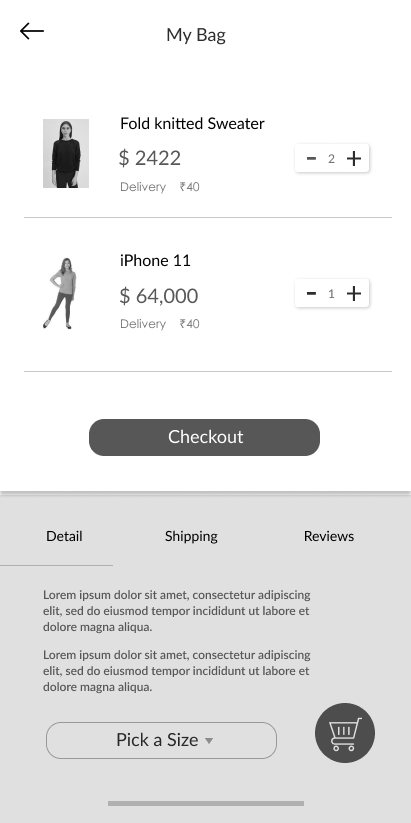 My Bag
Fold knitted Sweater
$ 2422
- 2 +
Delivery ₹40
iPhone 11
$ 64,000
- 1 +
Delivery ₹40
Checkout
Detail Shipping Reviews
Lorem ipsum dolor sit amet, consectetur adipiscing
elit, sed do eiusmod tempor incididunt ut labore et
dolore magna aliqua.
Lorem ipsum dolor sit amet, consectetur adipiscing
elit, sed do eiusmod tempor incididunt ut labore et
dolore magna aliqua.
Pick a Size